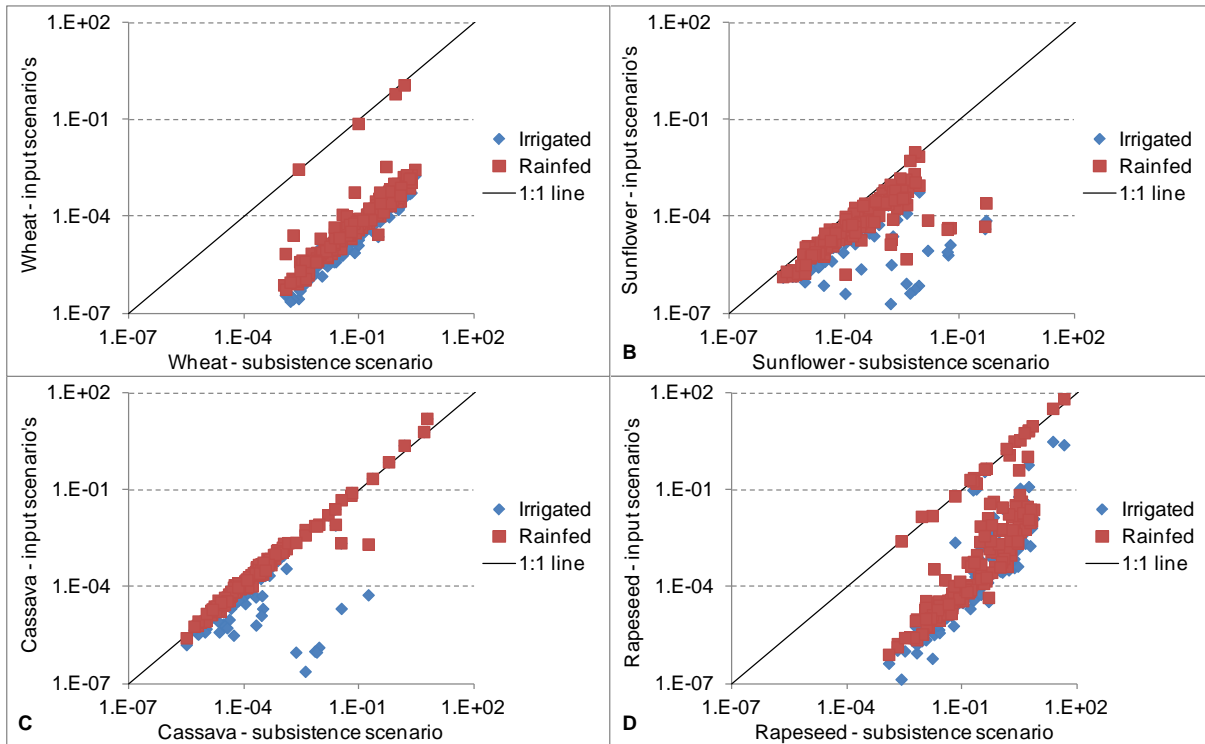 1.E+02
1.E-01
1.E-04
1.E-07
Wheat - input scenario's
1.E-07 1.E-04 1.E-01 1.E+02
Wheat - subsistence scenario
Irrigated
Rainfed
1:1 line
1.E+02
1.E-01
1.E-04
1.E-07
Sunflower - input scenario's
1.E-07 1.E-04 1.E-01 1.E+02
B Sunflower - subsistence scenario
Irrigated
Rainfed
1:1 line
1.E+02
1.E-01
1.E-04
1.E-07
Cassava - input scenario's
1.E-07 1.E-04 1.E-01 1.E+02
C Cassava - subsistence scenario
Irrigated
Rainfed
1:1 line
1.E+02
1.E-01
1.E-04
1.E-07
Rapeseed - input scenario's
1.E-07 1.E-04 1.E-01 1.E+02
D Rapeseed - subsistence scenario
Irrigated
Rainfed
1:1 line